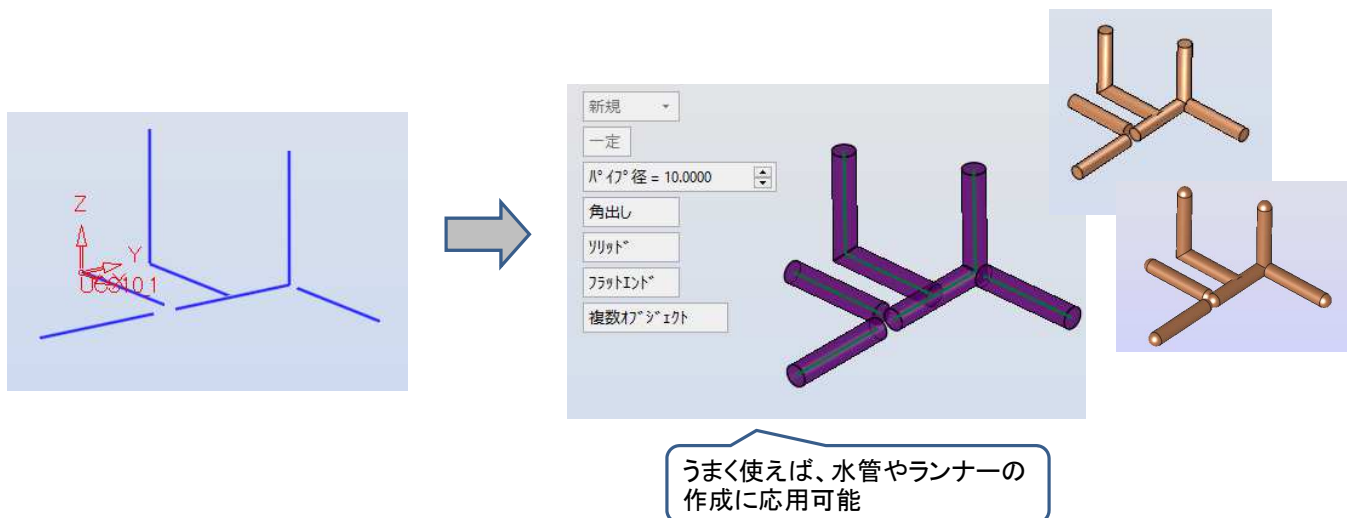 Z
Y
新規
一定
ﾊﾟｲﾌﾟ径 = 10.0000
角出し
ｿﾘｯﾄﾞ
ﾌﾗｯﾄｴﾝﾄﾞ
複数ｵﾌﾞｼﾞｪｸﾄ
うまく使えば、水管やランナーの
作成に応用可能